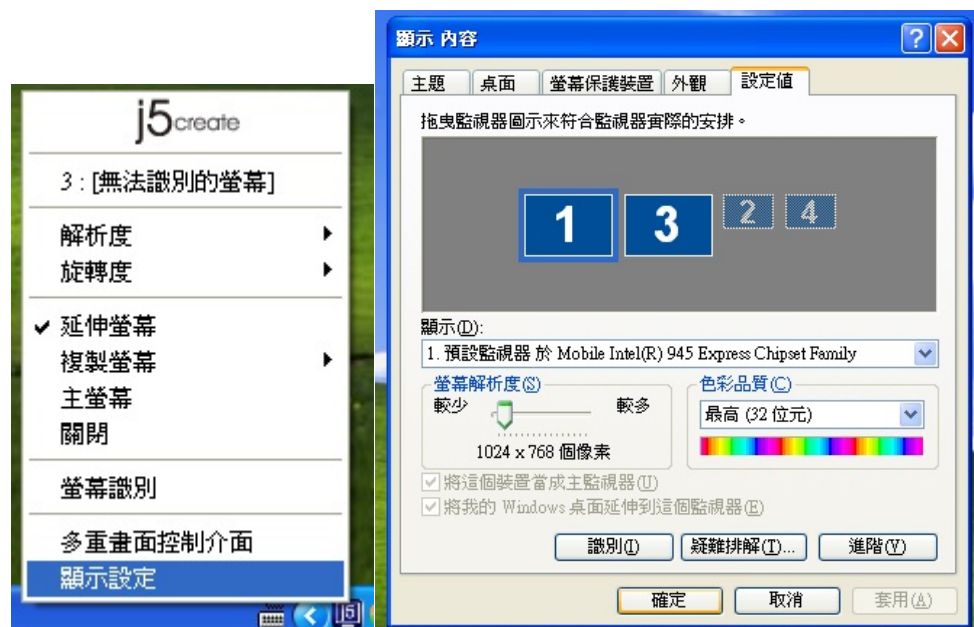 j5create
3 : [無法識別的螢幕]
解析度
旋轉度
延伸螢幕
複製螢幕
主螢幕
關閉
螢幕識別
多重畫面控制介面
顯示設定
j5
顯示 內容
主題 桌面 螢幕保護裝置 外觀 設定值
拖曳監視器圖示來符合監視器實際的安排。
1 3 2 4
顯示(D):
1. 預設監視器 於 Mobile Intel(R) 945 Express Chipset Family
螢幕解析度(S)
較少 較多
1024 x 768 個像素
色彩品質(C)
最高 (32 位元)
將這個裝置當成主監視器(U)
將我的 Windows 桌面延伸到這個監視器(E)
識別(I) 疑難排解(T)... 進階(V)
確定 取消 套用(A)